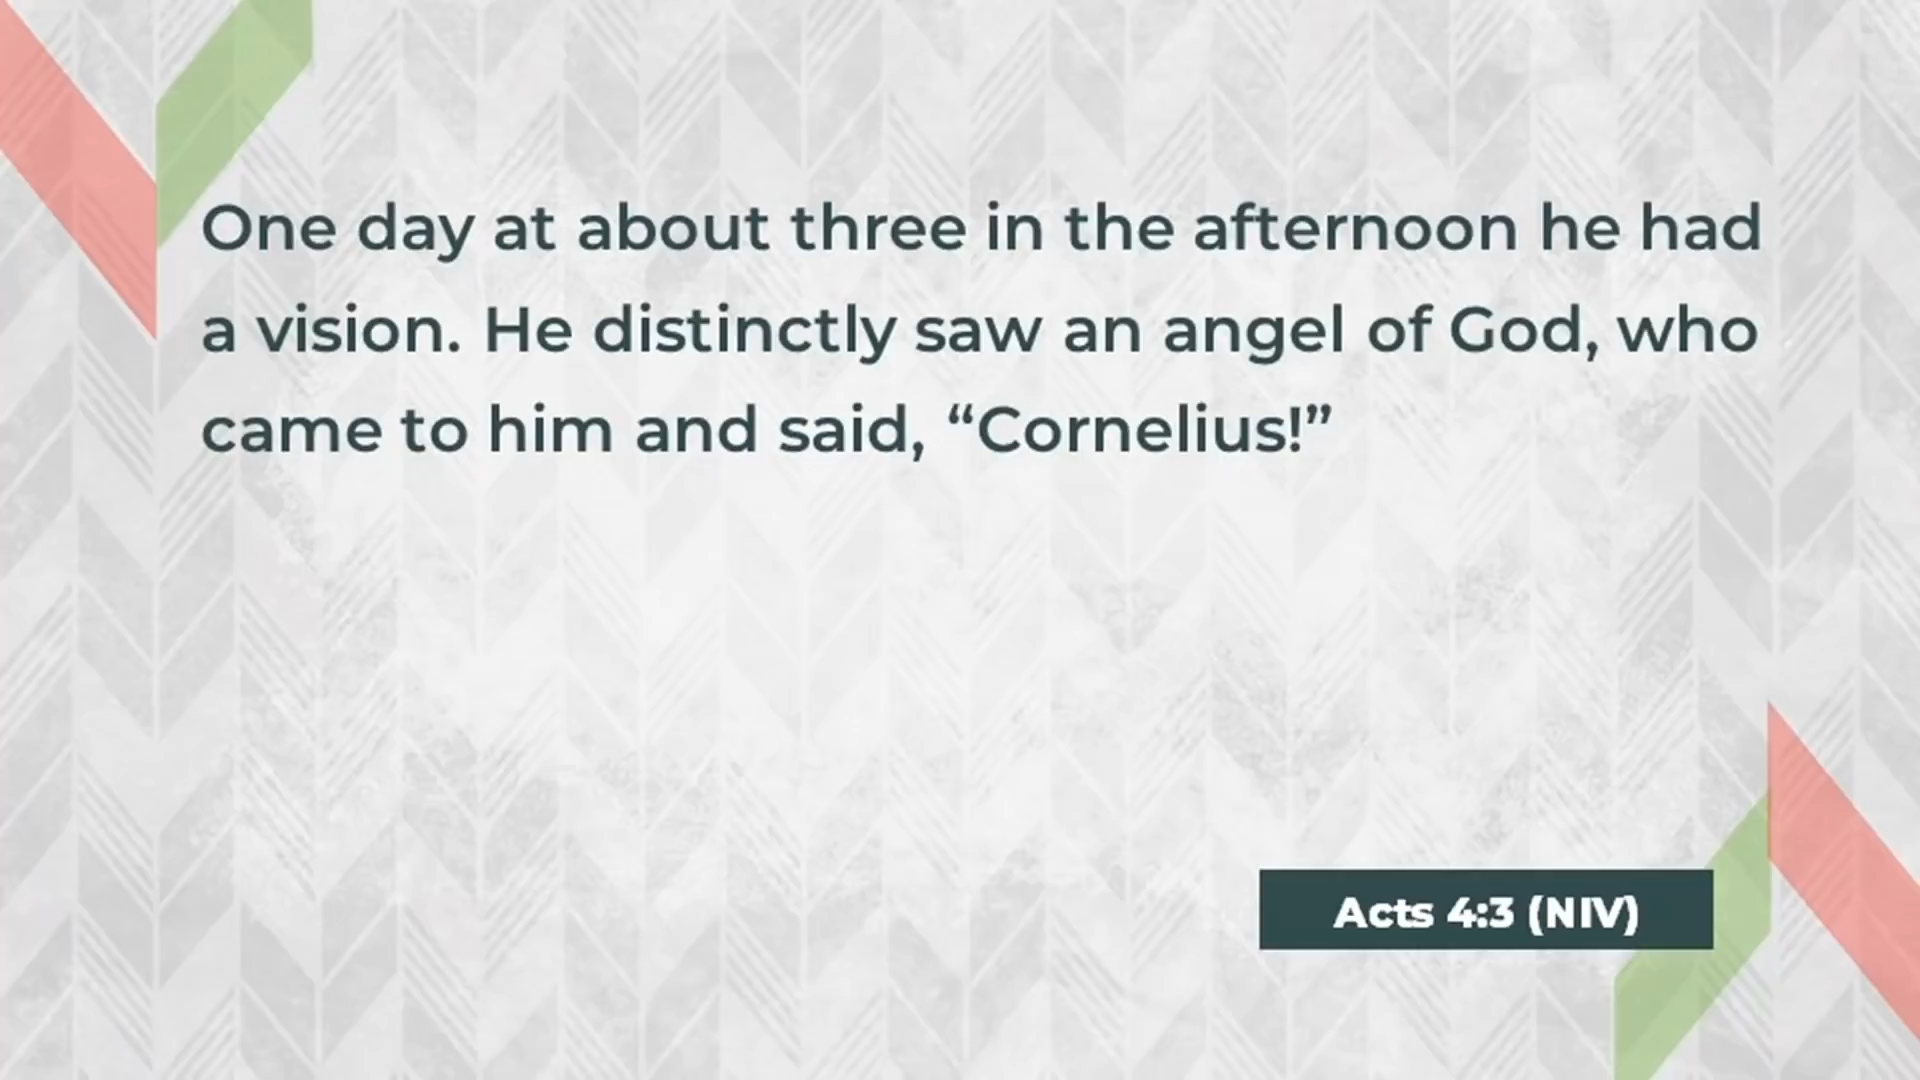 One day at about three in the afternoon he had
a vision. He distinctly saw an angel of God, who
came to him and said, “Cornelius!”
Acts 4:3 (NIV)